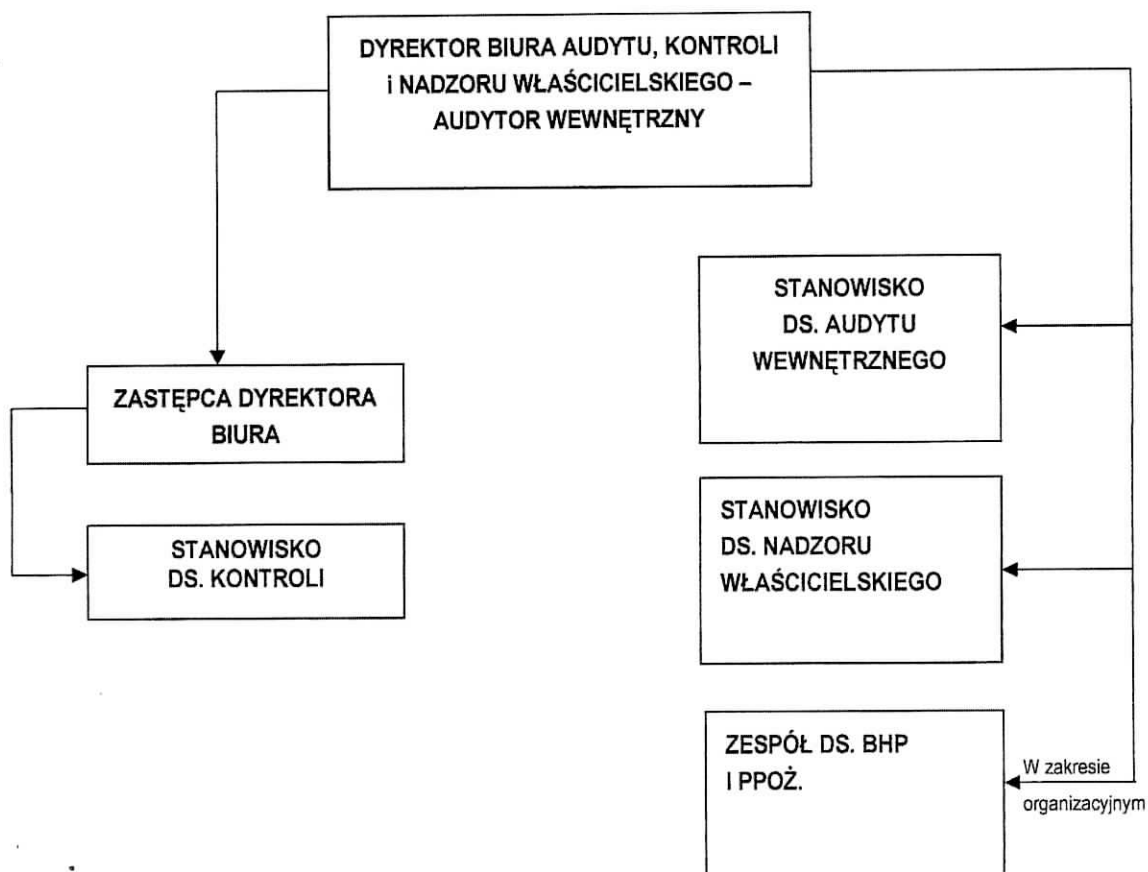 DYREKTOR BIURA AUDYTU, KONTROLI
i NADZORU WŁAŚCICIELSKIEGO –
AUDYTOR WEWNĘTRZNY
STANOWISKO
DS. AUDYTU
WEWNĘTRZNEGO
ZASTĘPCA DYREKTORA
BIURA
STANOWISKO
DS. KONTROLI
STANOWISKO
DS. NADZORU
WŁAŚCICIELSKIEGO
ZESPÓŁ DS. BHP
I PPOŻ.
W zakresie
organizacyjnym